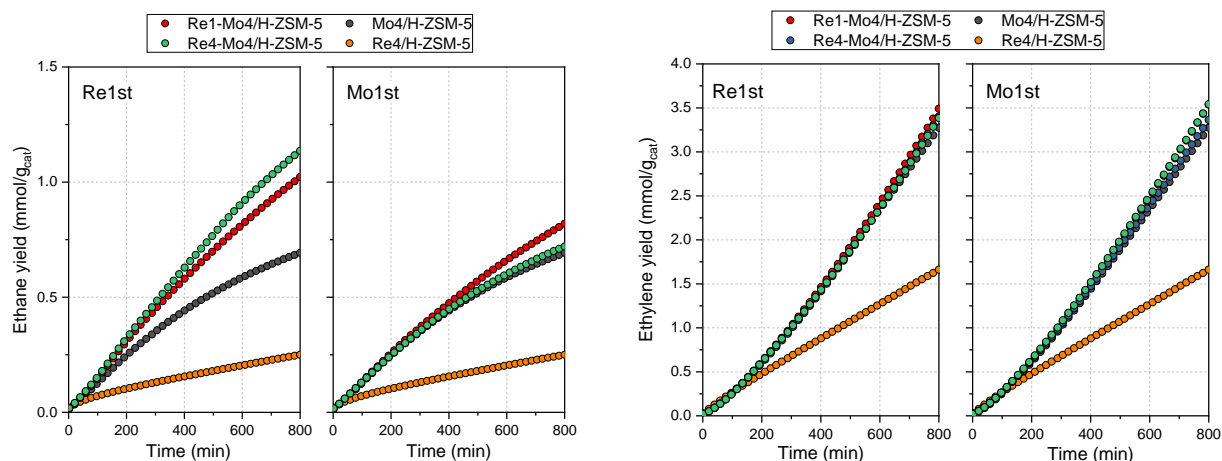 Re1-Mo4/H-ZSM-5 Mo4/H-ZSM-5
Re4-Mo4/H-ZSM-5 Re4/H-ZSM-5
Re1st
Mo1st
Ethane yield (mmol/gcat)
1.5
1.0
0.5
0.0
0 200 400 600 800
0 200 400 600 800
Time (min)
Time (min)
Re1-Mo4/H-ZSM-5 Mo4/H-ZSM-5
Re4-Mo4/H-ZSM-5 Re4/H-ZSM-5
Re1st
Mo1st
Ethylene yield (mmol/gcat)
4.0
3.5
3.0
2.5
2.0
1.5
1.0
0.5
0.0
0 200 400 600 800
0 200 400 600 800
Time (min)
Time (min)